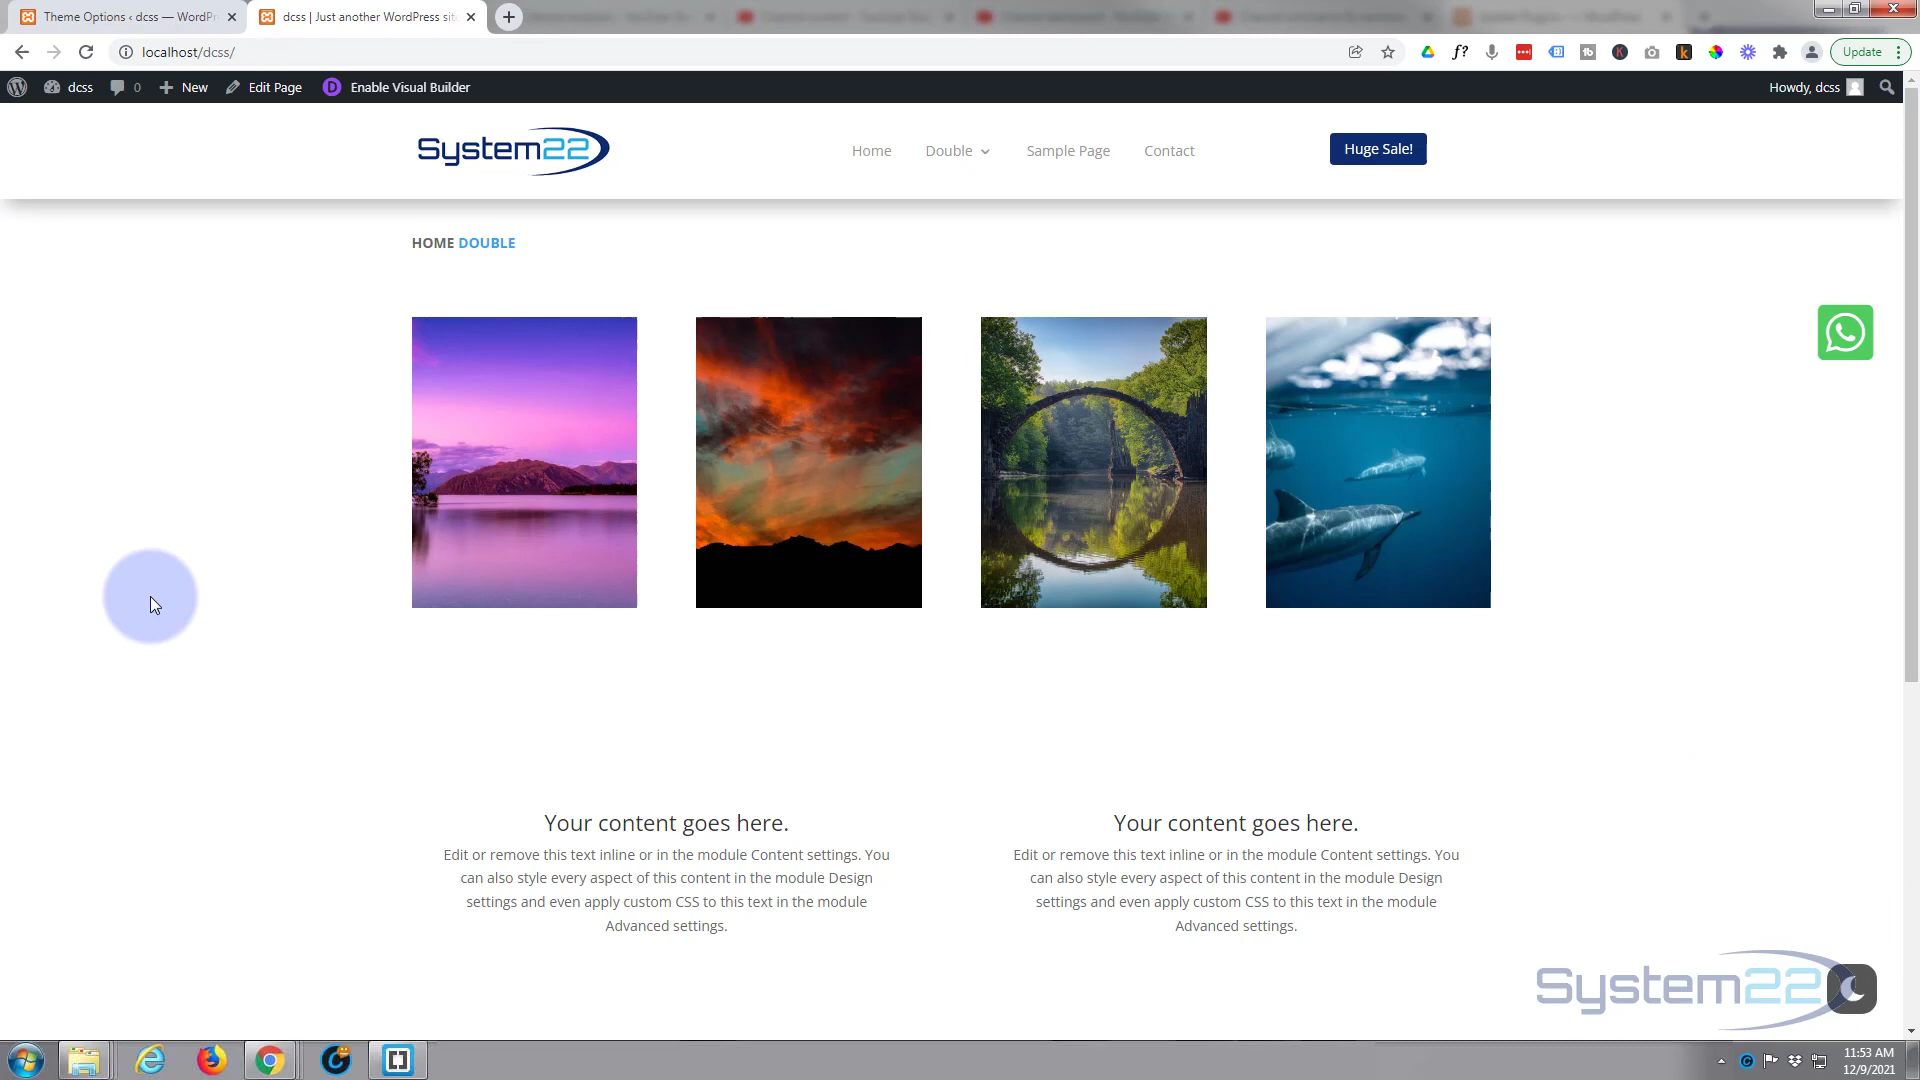 Theme Options ‹ dcss — WordPr
dcss | Just another WordPress sit
localhost/dcss/
Update
dcss
0
New
Edit Page
Enable Visual Builder
Howdy, dcss
System22
Home
Double
Sample Page
Contact
Huge Sale!
HOME DOUBLE
Your content goes here.
Edit or remove this text inline or in the module Content settings. You
can also style every aspect of this content in the module Design
settings and even apply custom CSS to this text in the module
Advanced settings.
Your content goes here.
Edit or remove this text inline or in the module Content settings. You
can also style every aspect of this content in the module Design
settings and even apply custom CSS to this text in the module
Advanced settings.
System22
11:53 AM
12/9/2021